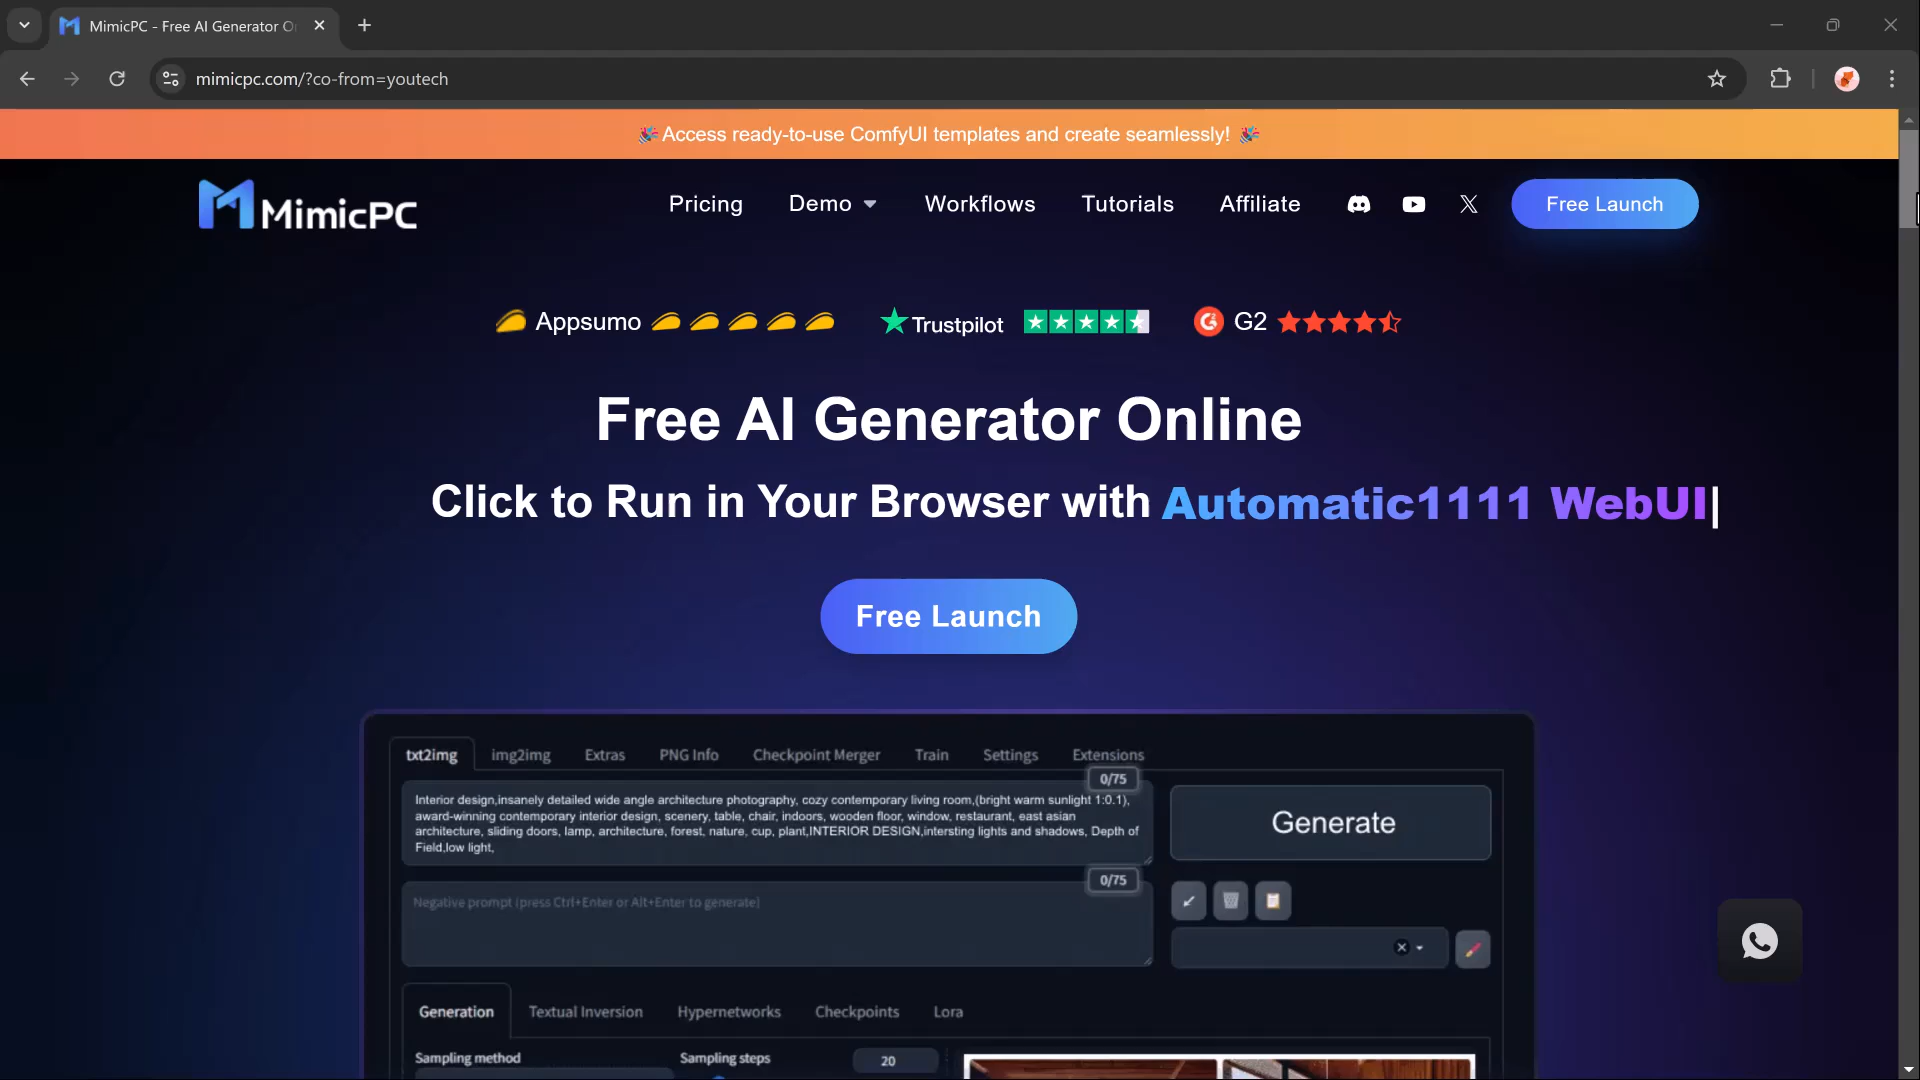 MimicPC - Free AI Generator O
mimicpc.com/?co-from=youtech
🎉Access ready-to-use ComfyUI templates and create seamlessly! 🎉
MimicPC
Pricing
Demo
Workflows
Tutorials
Affiliate
Free Launch
Appsumo
Trustpilot
G2
Free AI Generator Online
Click to Run in Your Browser with Automatic1111 WebUI|
Free Launch
txt2img
img2img
Extras
PNG Info
Checkpoint Merger
Train
Settings
Extensions
0/75
Interior design,insanely detailed wide angle architecture photography, cozy contemporary living room,(bright warm sunlight 1:0.1),
award-winning contemporary interior design, scenery, table, chair, indoors, wooden floor, window, restaurant, east asian
architecture, sliding doors, lamp, architecture, forest, nature, cup, plant,INTERIOR DESIGN,intersting lights and shadows, Depth of
Field,low light,
Generate
0/75
Negative prompt (press Ctrl+Enter or Alt+Enter to generate)
Generation
Textual Inversion
Hypernetworks
Checkpoints
Lora
Sampling method
Sampling steps
20